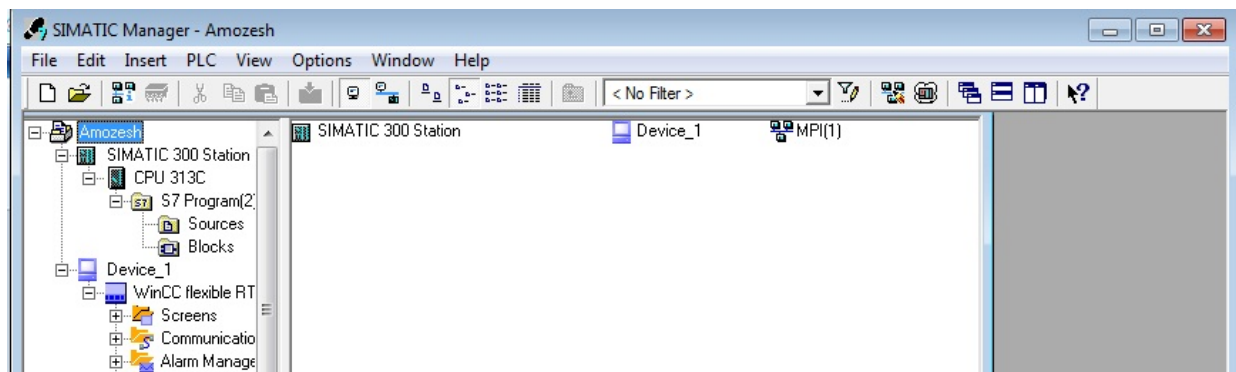 SIMATIC Manager - Amozesh
File Edit Insert PLC View Options Window Help
< No Filter >
Amozesh
SIMATIC 300 Station
CPU 313C
S7 Program(2
Sources
Blocks
Device_1
WinCC flexible RT
Screens
Communicatio
Alarm Manage
SIMATIC 300 Station Device_1 MPI(1)